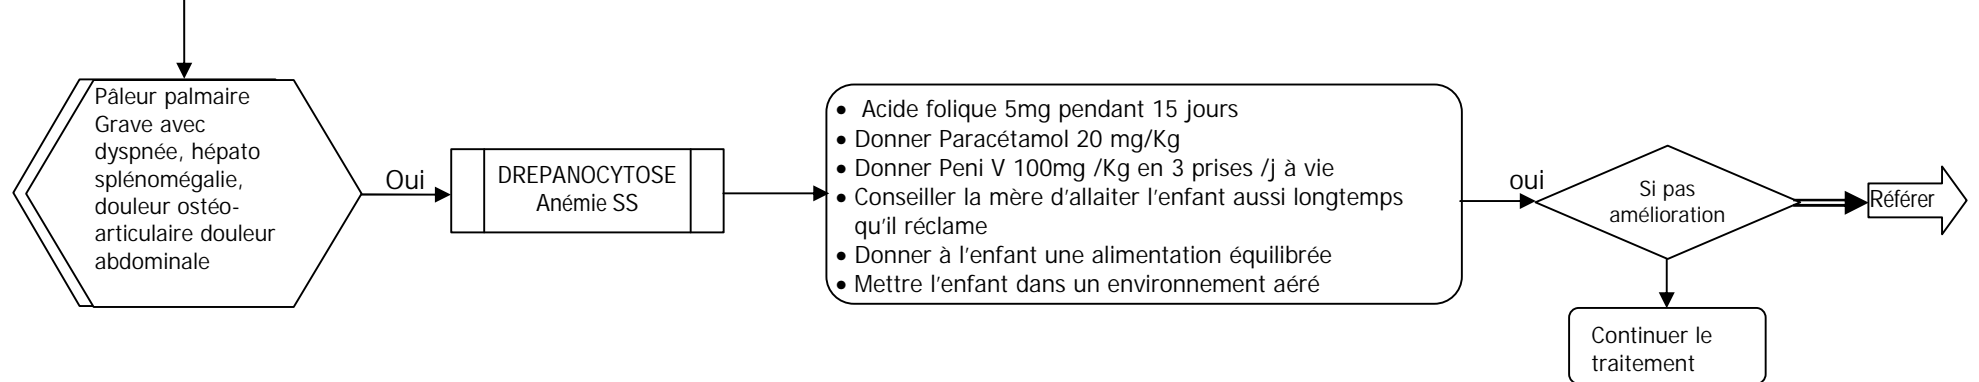 Pâleur palmaire
Grave avec
dyspnée, hépato
splénomégalie,
douleur ostéo-
articulaire douleur
abdominale
Oui
DREPANOCYTOSE
Anémie SS
• Acide folique 5mg pendant 15 jours
• Donner Paracétamol 20 mg/Kg
• Donner Peni V 100mg /Kg en 3 prises /j à vie
• Conseiller la mère d'allaiter l'enfant aussi longtemps
qu'il réclame
• Donner à l'enfant une alimentation équilibrée
• Mettre l'enfant dans un environnement aéré
oui
Si pas
amélioration
Référer
Continuer le
traitement